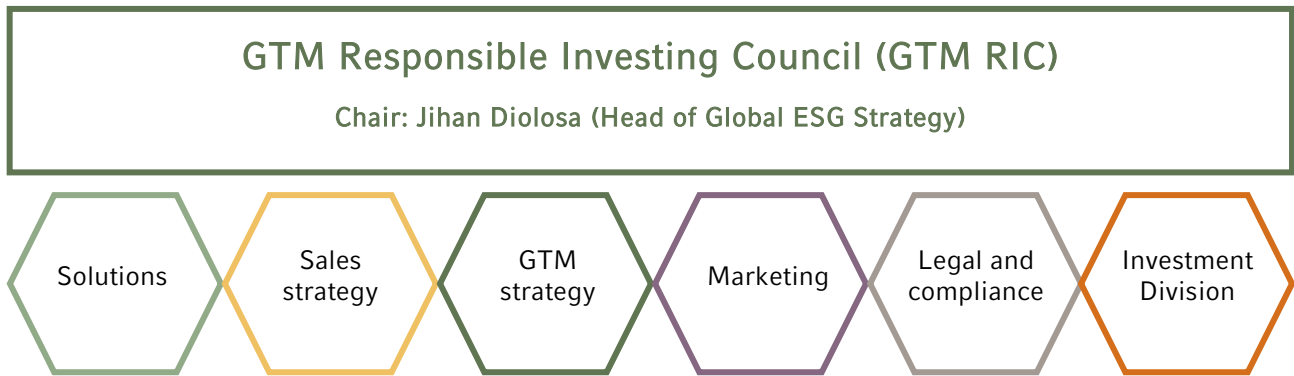 GTM Responsible Investing Council (GTM RIC)
Chair: Jihan Diolosa (Head of Global ESG Strategy)
Solutions
Sales
strategy
GTM
strategy
Marketing
Legal and
compliance
Investment
Division